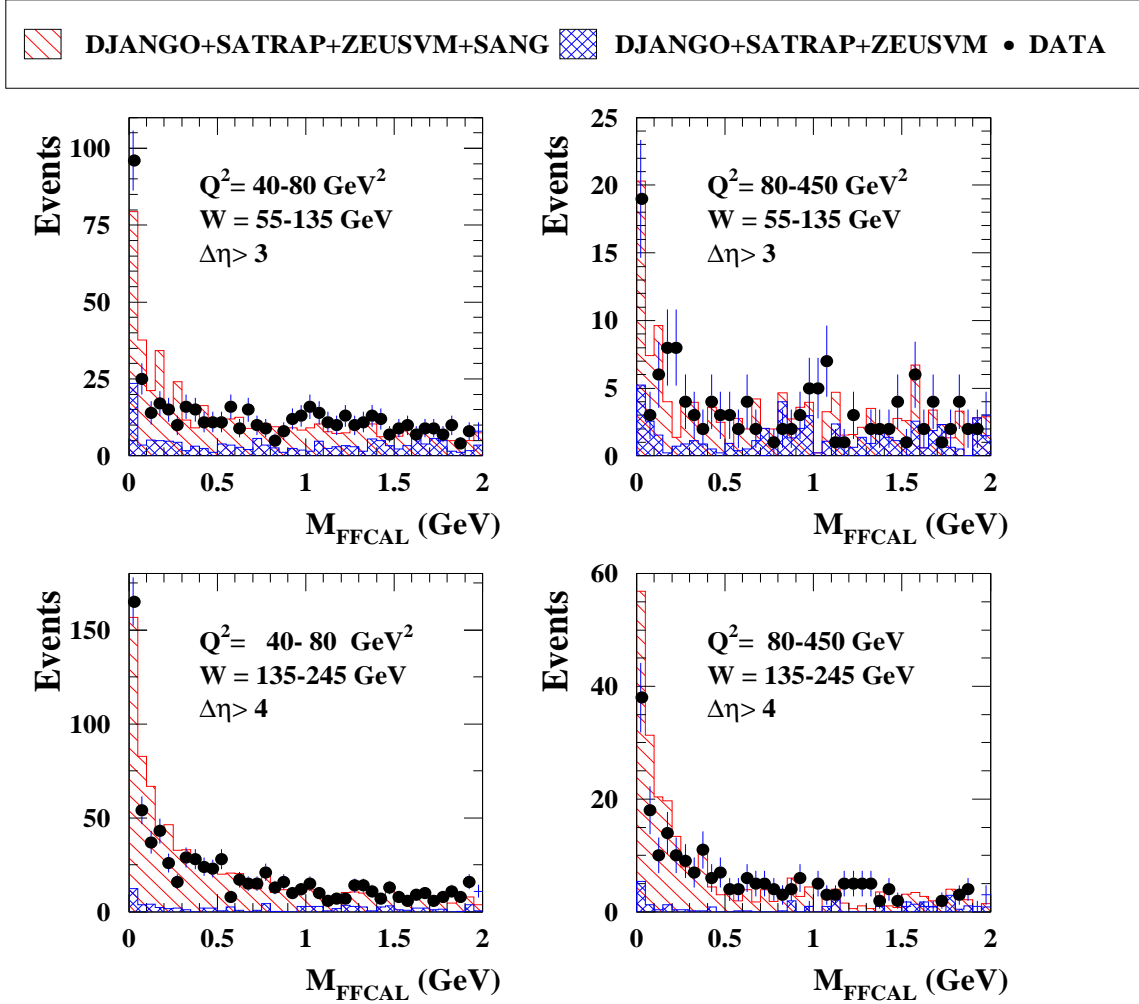 DJANGO+SATRAP+ZEUSVM+SANG DJANGO+SATRAP+ZEUSVM • DATA
Events
100
75
50
25
0
Q²= 40-80 GeV²
W = 55-135 GeV
Δη> 3
0 0.5 1 1.5 2
M_FFCAL (GeV)
Events
25
20
15
10
5
0
Q²= 80-450 GeV²
W = 55-135 GeV
Δη> 3
0 0.5 1 1.5 2
M_FFCAL (GeV)
Events
150
100
50
0
Q²= 40- 80 GeV²
W = 135-245 GeV
Δη> 4
0 0.5 1 1.5 2
M_FFCAL (GeV)
Events
60
40
20
0
Q²= 80-450 GeV
W = 135-245 GeV
Δη> 4
0 0.5 1 1.5 2
M_FFCAL (GeV)